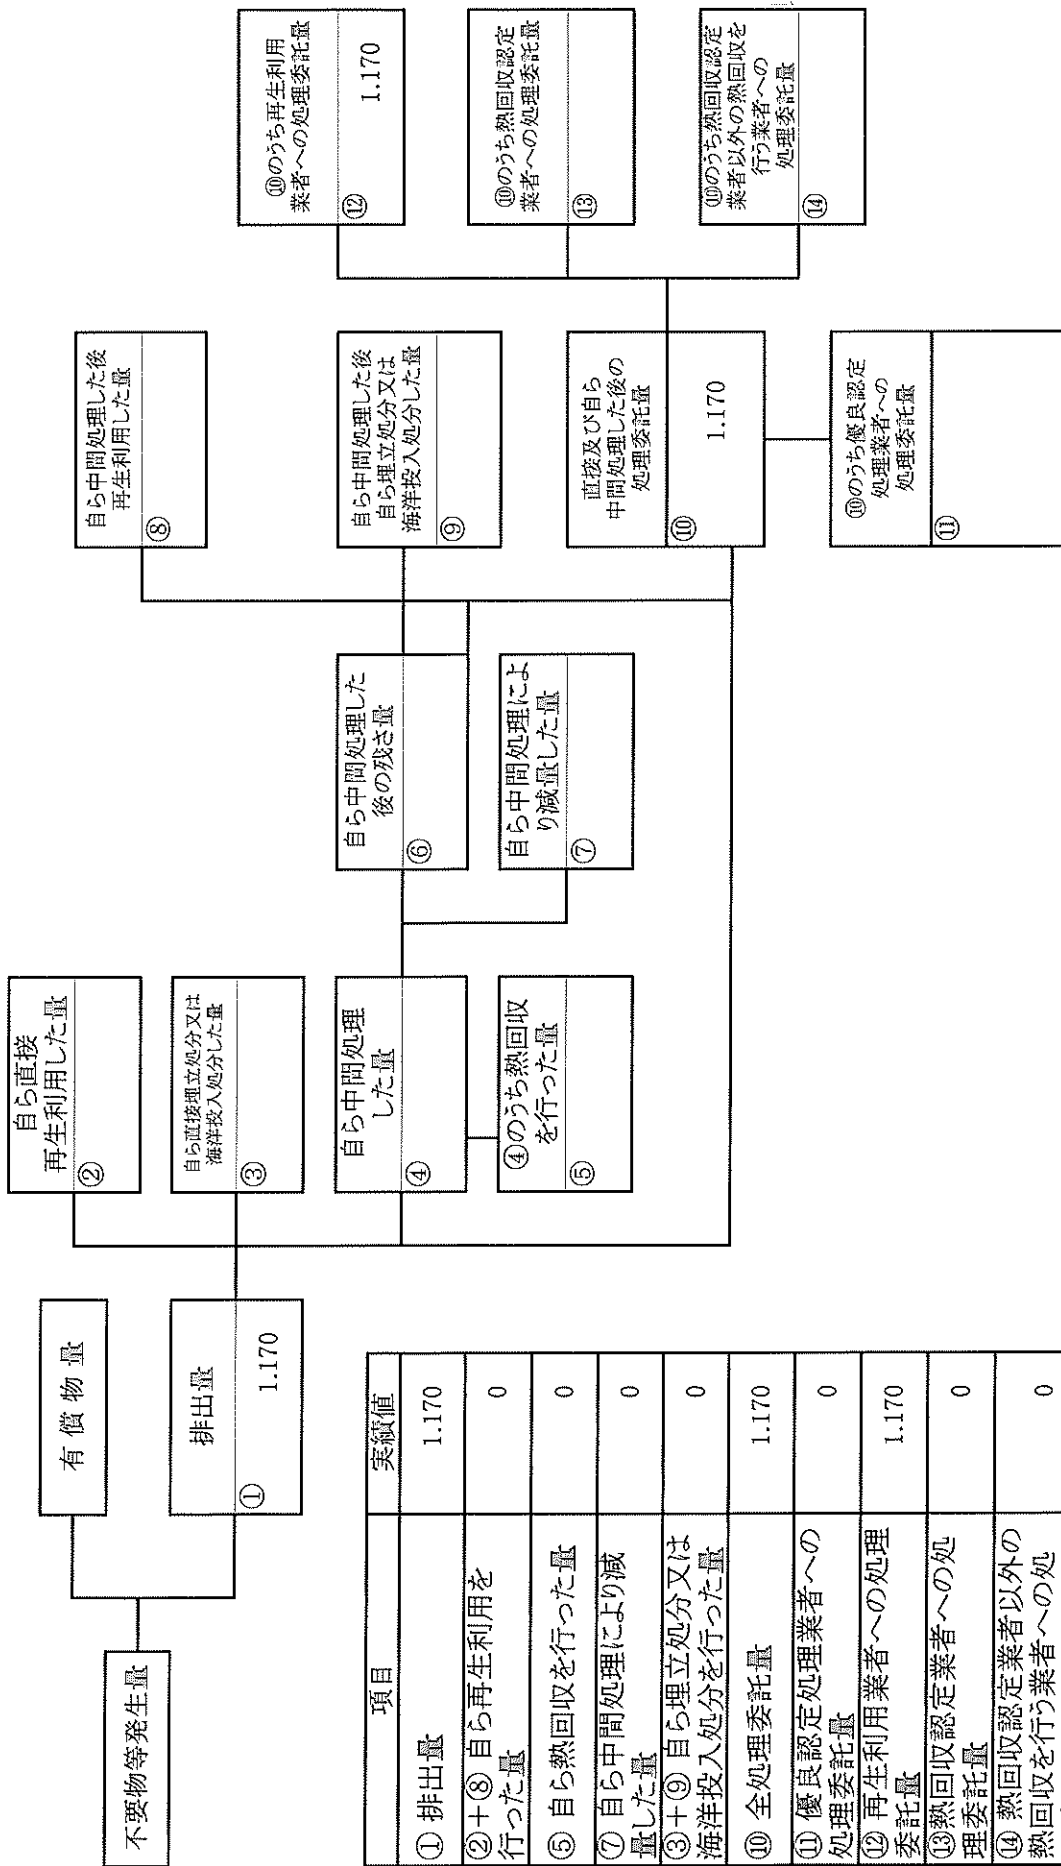 不要物等発生量
有償物量
排出量
①
1.170
自ら直接
再生利用した量
②
自ら直接埋立処分又は
海洋投入処分した量
③
自ら中間処理
した量
④
④のうち熱回収
を行った量
⑤
自ら中間処理した
後の残さ量
⑥
自ら中間処理によ
り減量した量
⑦
自ら中間処理した後
再生利用した量
⑧
自ら中間処理した後
自ら埋立処分又は
海洋投入処分した量
⑨
直接及び自ら
中間処理した後の
処理委託量
⑩
1.170
⑩のうち優良認定
処理業者への
処理委託量
⑪
⑩のうち再生利用
業者への処理委託量
⑫
1.170
⑩のうち熱回収認定
業者への処理委託量
⑬
⑩のうち熱回収認定
業者以外の熱回収を
行う業者への
処理委託量
⑭
項目 実績値
① 排出量 1.170
②+⑧ 自ら再生利用を
行った量 0
⑤ 自ら熱回収を行った量 0
⑦ 自ら中間処理により減
量した量 0
③+⑨ 自ら埋立処分又は
海洋投入処分を行った量 0
⑩ 全処理委託量 1.170
⑪ 優良認定処理業者への
処理委託量 0
⑫ 再生利用業者への処理
委託量 1.170
⑬熱回収認定業者への処
理委託量 0
⑭ 熱回収認定業者以外の
熱回収を行う業者への処 0